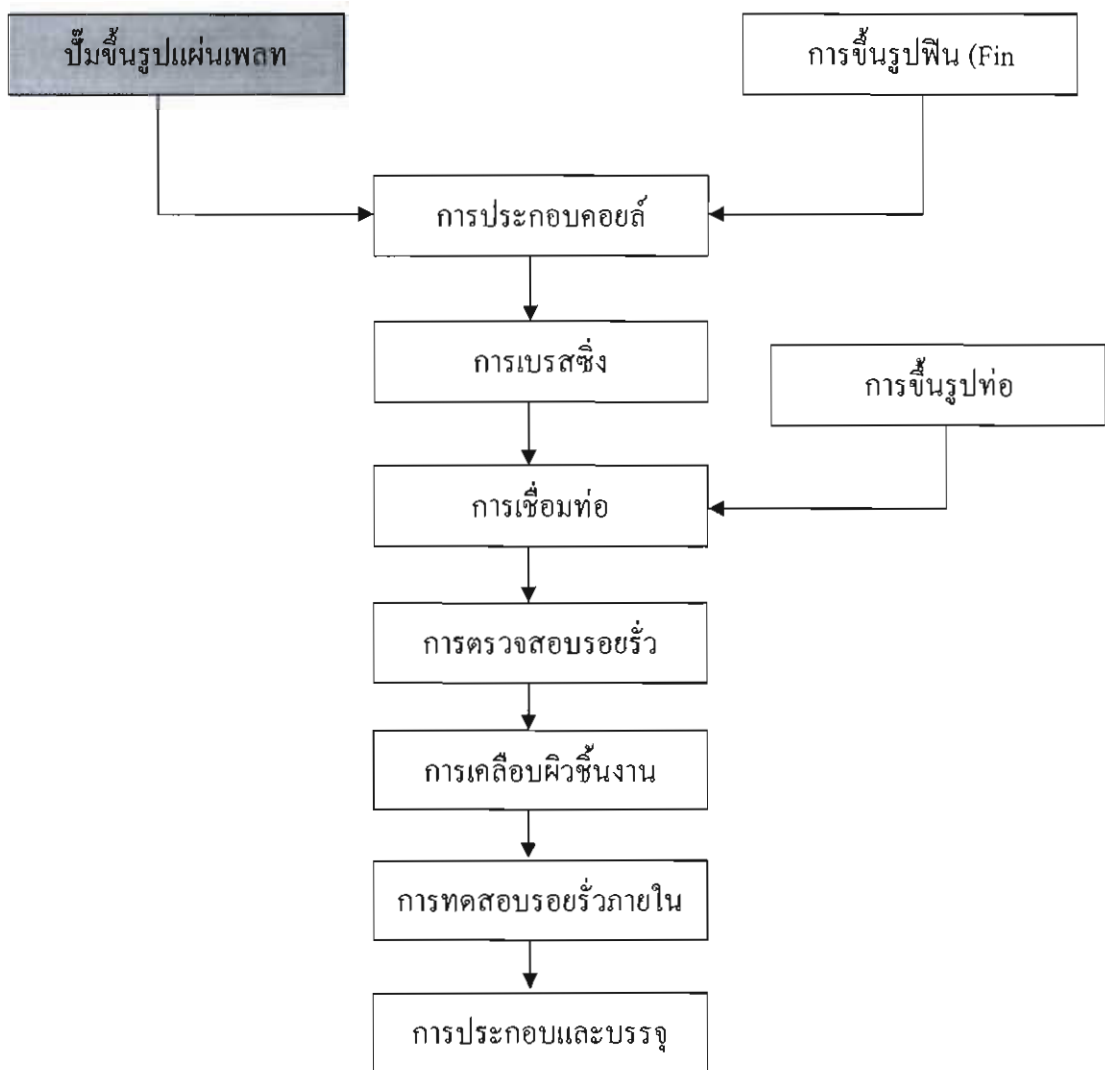 ปั๊มขึ้นรูปแผ่นเพลท
การขึ้นรูปฟิน (Fin
การประกอบคอยล์
การเบรสซิ่ง
การขึ้นรูปท่อ
การเชื่อมท่อ
การตรวจสอบรอยรั่ว
การเคลือบผิวชิ้นงาน
การทดสอบรอยรั่วภายใน
การประกอบและบรรจุ